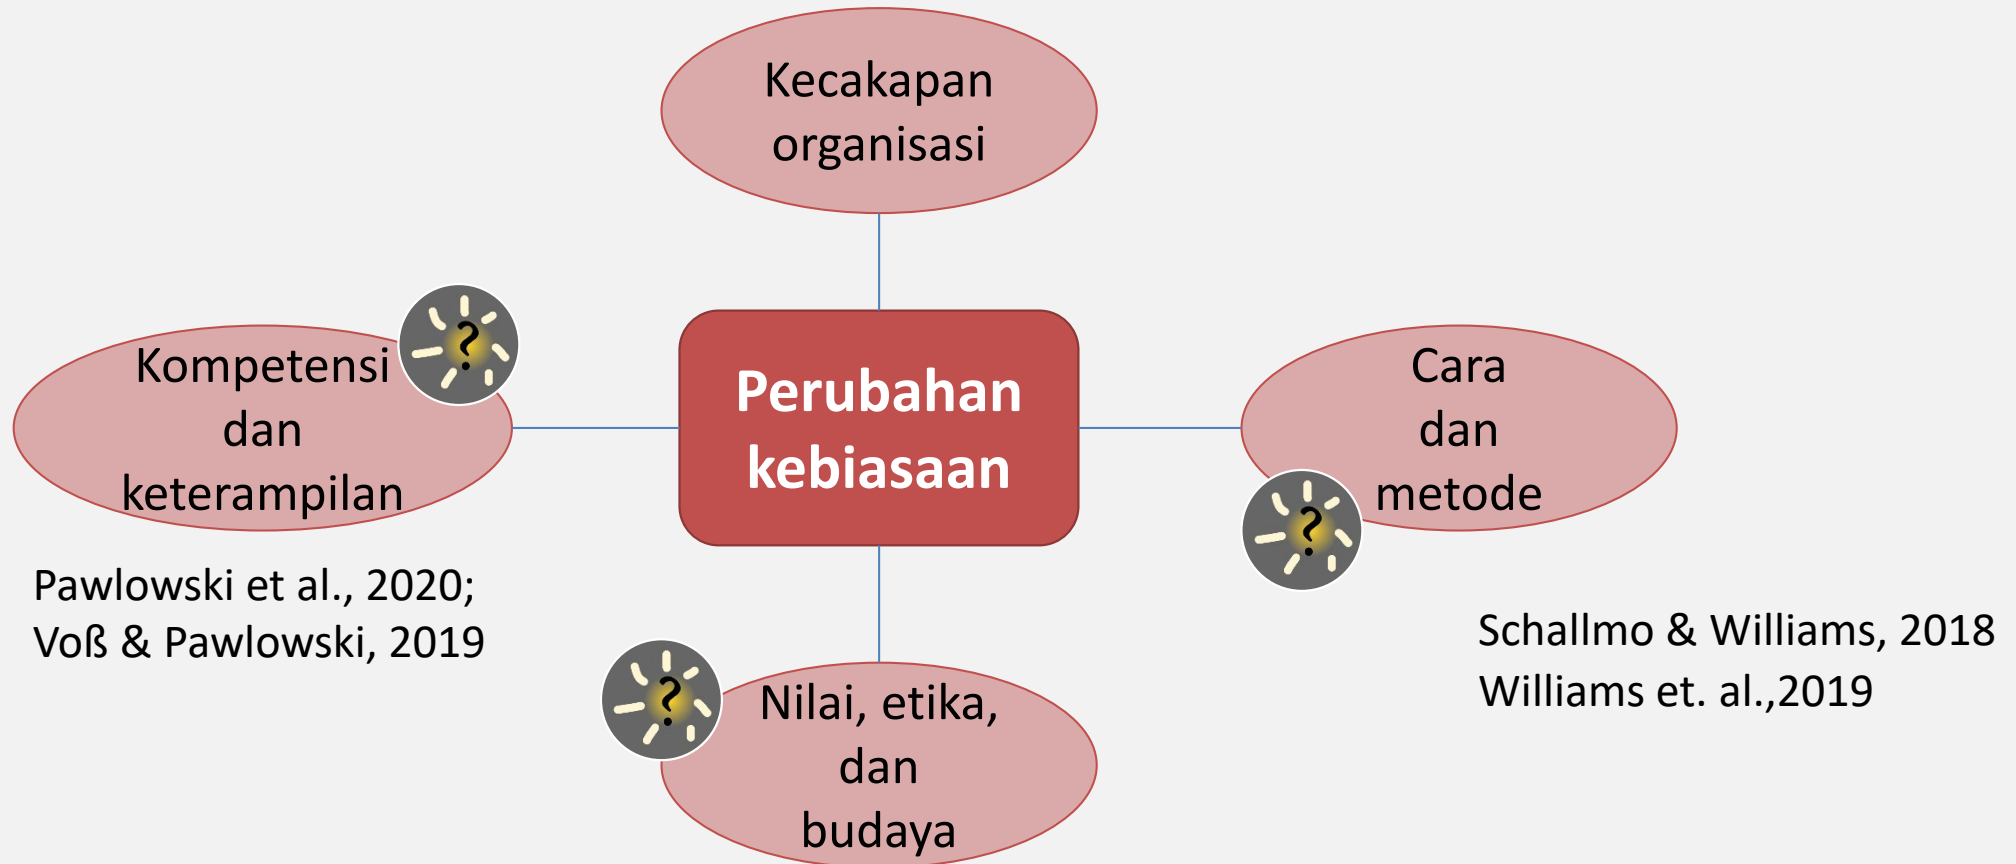 Kecakapan
organisasi
?
Kompetensi
dan
keterampilan
Perubahan
kebiasaan
Cara
dan
metode
?
Pawlowski et al., 2020;
Voß & Pawlowski, 2019
Schallmo & Williams, 2018
Williams et. al.,2019
?
Nilai, etika,
dan
budaya